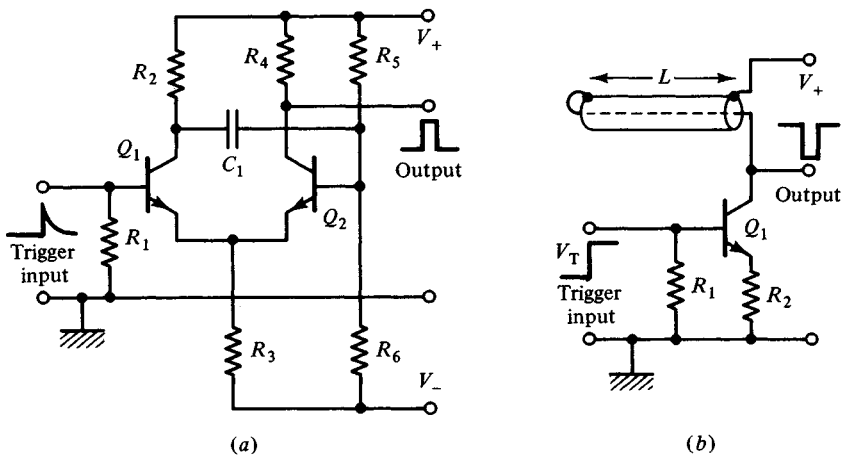 V+
R2
R4
R5
Q1
C1
Output
Q2
R1
Trigger
input
R3
R6
V−
(a)
L
V+
Output
Q1
VT
R1
R2
Trigger
input
(b)